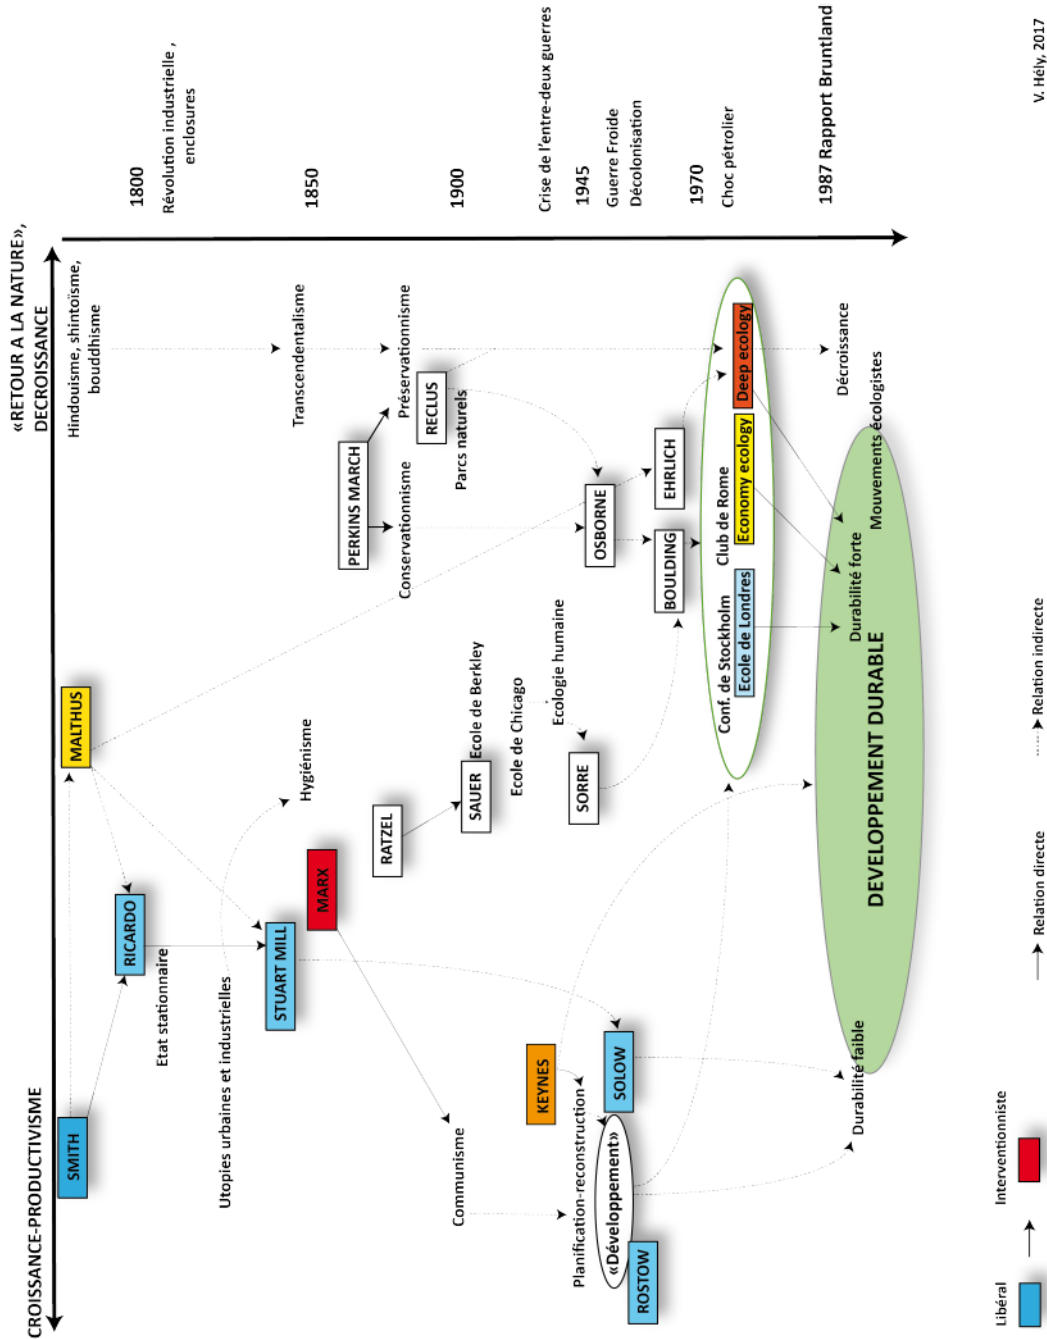 CROISSANCE-PRODUCTIVISME
«RETOUR A LA NATURE»,
DECROISSANCE
SMITH
MALTHUS
Hindouïsme, shintoïsme,
bouddhisme
1800
Révolution industrielle ,
enclosures
RICARDO
Etat stationnaire
Utopies urbaines et industrielles
Hygiénisme
Transcendentalisme
STUART MILL
MARX
1850
PERKINS MARCH
RATZEL
Conservationnisme
Préservationnisme
RECLUS
Parcs naturels
1900
Communisme
SAUER
Ecole de Berkley
Ecole de Chicago
Ecologie humaine
Crise de l'entre-deux guerres
KEYNES
Planification-reconstruction
SORRE
OSBORNE
1945
Guerre Froide
Décolonisation
«Développement»
SOLOW
ROSTOW
BOULDING
EHRLICH
1970
Choc pétrolier
Conf. de Stockholm
Club de Rome
Ecole de Londres
Economy ecology
Deep ecology
1987 Rapport Bruntland
Décroissance
Durabilité faible
Durabilité forte
Mouvements écologistes
DEVELOPPEMENT DURABLE
Libéral
Interventionniste
Relation directe
Relation indirecte
V. Hély, 2017